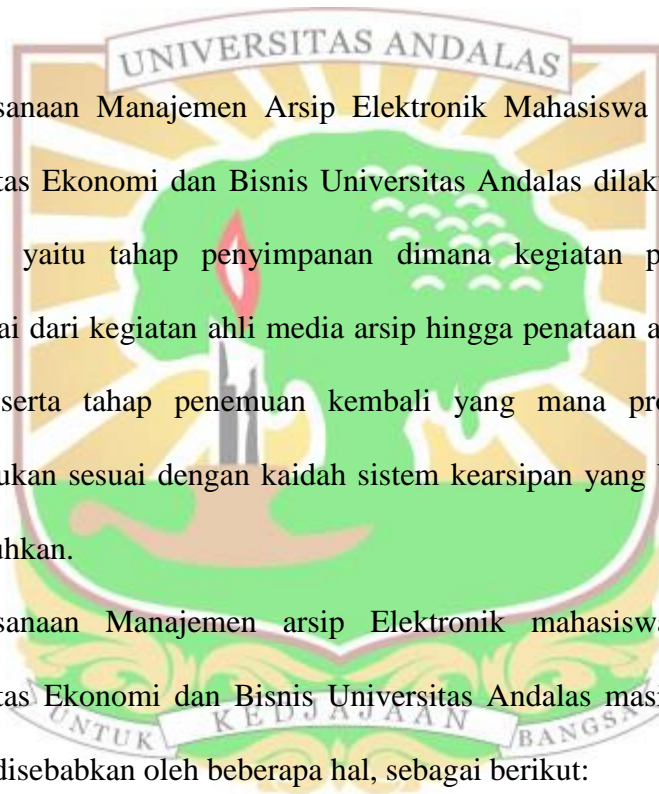 UNIVERSITAS ANDALAS
sanaan Manajemen Arsip Elektronik Mahasiswa
tas Ekonomi dan Bisnis Universitas Andalas dilak
yaitu tahap penyimpanan dimana kegiatan p
ai dari kegiatan ahli media arsip hingga penataan a
serta tahap penemuan kembali yang mana pr
ukan sesuai dengan kaidah sistem kearsipan yang
uhkan.
sanaan Manajemen arsip Elektronik mahasisw
tas Ekonomi dan Bisnis Universitas Andalas masi
UNTUK KEDJAJAAN BANGSA
disebabkan oleh beberapa hal, sebagai berikut: